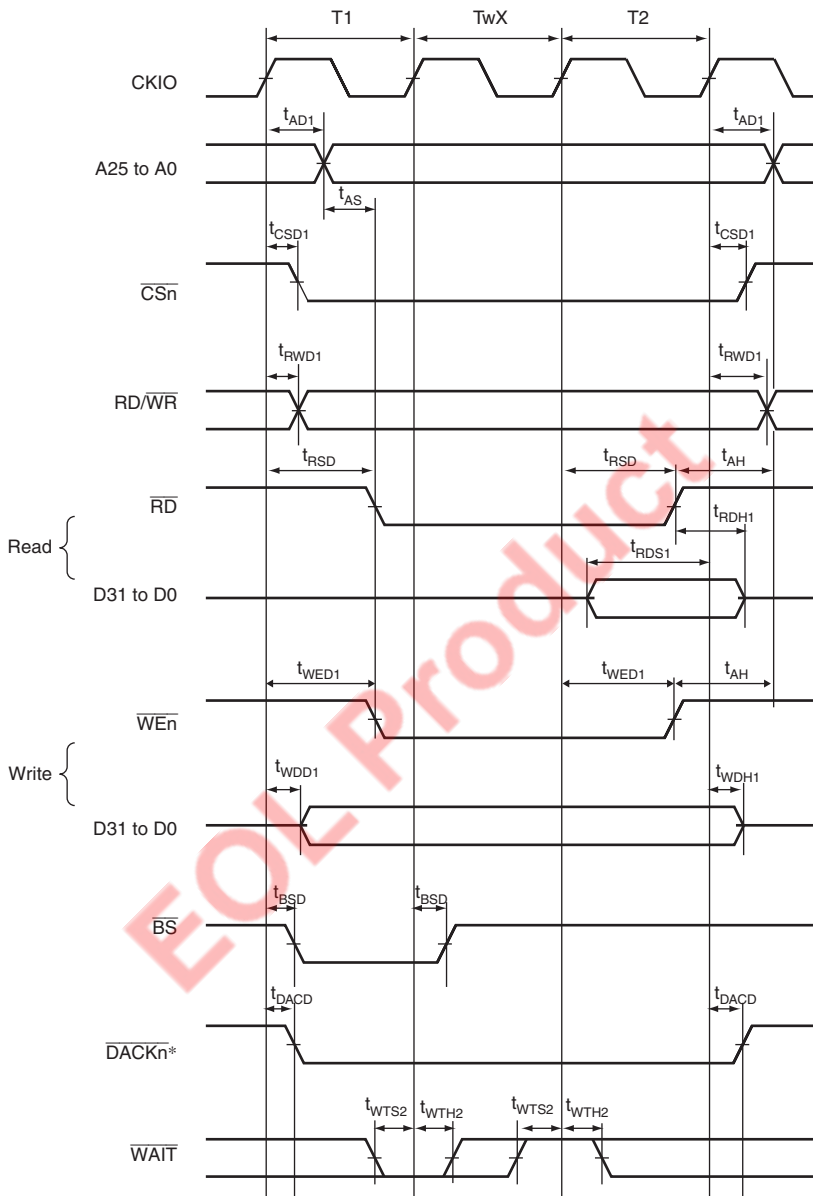 T1 TwX T2
CKIO
tAD1 tAD1
A25 to A0
tAS
tCSD1 tCSD1
CSn
tRWD1 tRWD1
RD/WR
tRSD tRSD tAH
RD
tRDH1
Read
tRDS1
D31 to D0
tWED1 tWED1 tAH
WEn
Write
tWDD1 tWDH1
D31 to D0
tBSD tBSD
BS
tDACD tDACD
DACKn*
tWTS2 tWTH2 tWTS2 tWTH2
WAIT
EOL Product